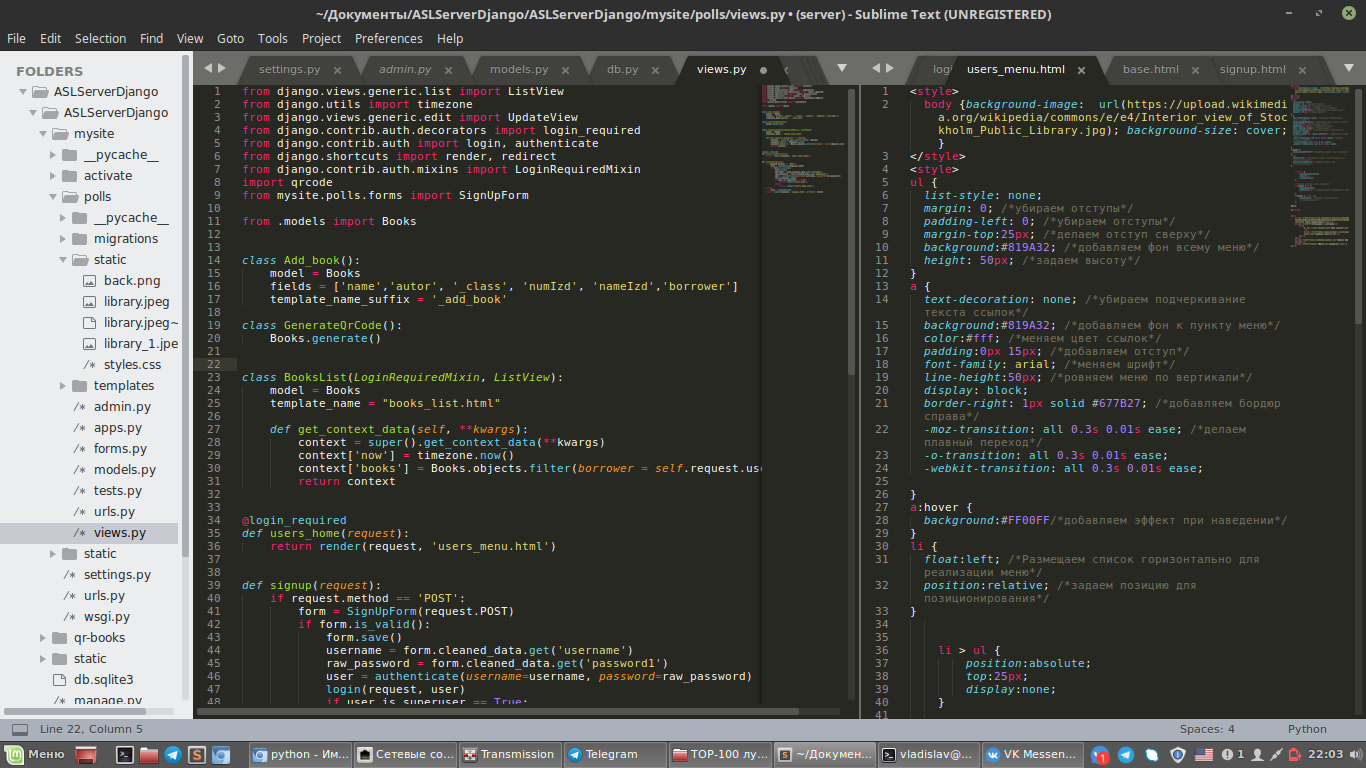 ~/Документы/ASLServerDjango/ASLServerDjango/mysite/polls/views.py • (server) - Sublime Text (UNREGISTERED)
File Edit Selection Find View Goto Tools Project Preferences Help
FOLDERS
ASLServerDjango
ASLServerDjango
mysite
__pycache__
activate
polls
__pycache__
migrations
static
back.png
library.jpeg
library.jpeg~
library_1.jpe
styles.css
templates
admin.py
apps.py
forms.py
models.py
tests.py
urls.py
views.py
static
settings.py
urls.py
wsgi.py
qr-books
static
db.sqlite3
manage.py
settings.py admin.py models.py db.py views.py
1 from django.views.generic.list import ListView
2 from django.utils import timezone
3 from django.views.generic.edit import UpdateView
4 from django.contrib.auth.decorators import login_required
5 from django.contrib.auth import login, authenticate
6 from django.shortcuts import render, redirect
7 from django.contrib.auth.mixins import LoginRequiredMixin
8 import qrcode
9 from mysite.polls.forms import SignUpForm
10
11 from .models import Books
12
13
14 class Add_book():
15 model = Books
16 fields = ['name','autor', '_class', 'numIzd', 'nameIzd','borrower']
17 template_name_suffix = '_add_book'
18
19 class GenerateQrCode():
20 Books.generate()
21
22
23 class BooksList(LoginRequiredMixin, ListView):
24 model = Books
25 template_name = "books_list.html"
26
27 def get_context_data(self, **kwargs):
28 context = super().get_context_data(**kwargs)
29 context['now'] = timezone.now()
30 context['books'] = Books.objects.filter(borrower = self.request.use
31 return context
32
33
34 @login_required
35 def users_home(request):
36 return render(request, 'users_menu.html')
37
38
39 def signup(request):
40 if request.method == 'POST':
41 form = SignUpForm(request.POST)
42 if form.is_valid():
43 form.save()
44 username = form.cleaned_data.get('username')
45 raw_password = form.cleaned_data.get('password1')
46 user = authenticate(username=username, password=raw_password)
47 login(request, user)
48 if user.is_superuser == True:
log users_menu.html base.html signup.html
1 <style>
2 body {background-image: url(https://upload.wikimedi
a.org/wikipedia/commons/e/e4/Interior_view_of_Stoc
kholm_Public_Library.jpg); background-size: cover;
}
3 </style>
4 <style>
5 ul {
6 list-style: none;
7 margin: 0; /*убираем отступы*/
8 padding-left: 0; /*убираем отступы*/
9 margin-top:25px; /*делаем отступ сверху*/
10 background:#819A32; /*добавляем фон всему меню*/
11 height: 50px; /*задаем высоту*/
12 }
13 a {
14 text-decoration: none; /*убираем подчеркивание
текста ссылок*/
15 background:#819A32; /*добавляем фон к пункту меню*/
16 color:#fff; /*меняем цвет ссылок*/
17 padding:0px 15px; /*добавляем отступ*/
18 font-family: arial; /*меняем шрифт*/
19 line-height:50px; /*ровняем меню по вертикали*/
20 display: block;
21 border-right: 1px solid #677B27; /*добавляем бордюр
справа*/
22 -moz-transition: all 0.3s 0.01s ease; /*делаем
плавный переход*/
23 -o-transition: all 0.3s 0.01s ease;
24 -webkit-transition: all 0.3s 0.01s ease;
25
26 }
27 a:hover {
28 background:#FF00FF/*добавляем эффект при наведении*/
29 }
30 li {
31 float:left; /*Размещаем список горизонтально для
реализации меню*/
32 position:relative; /*задаем позицию для
позиционирования*/
33 }
34
35
36 li > ul {
37 position:absolute;
38 top:25px;
39 display:none;
40 }
41
Line 22, Column 5 Spaces: 4 Python
Меню python - Им... Сетевые со... Transmission Telegram TOP-100 лу... ~/Докумен... vladislav@... VK Messen... 1 1 22:03